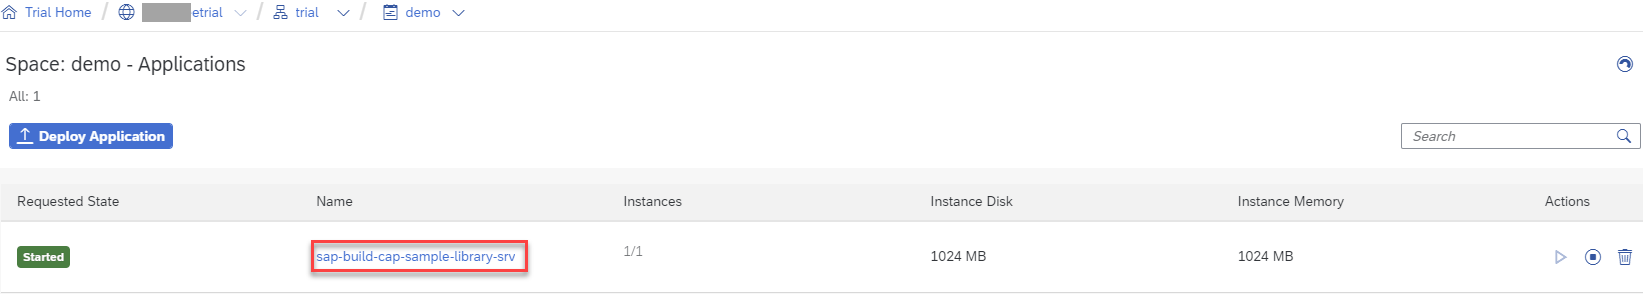 Trial Home / etrial / trial / demo
Space: demo - Applications
All: 1
Deploy Application
Search
Requested State Name Instances Instance Disk Instance Memory Actions
Started sap-build-cap-sample-library-srv 1/1 1024 MB 1024 MB